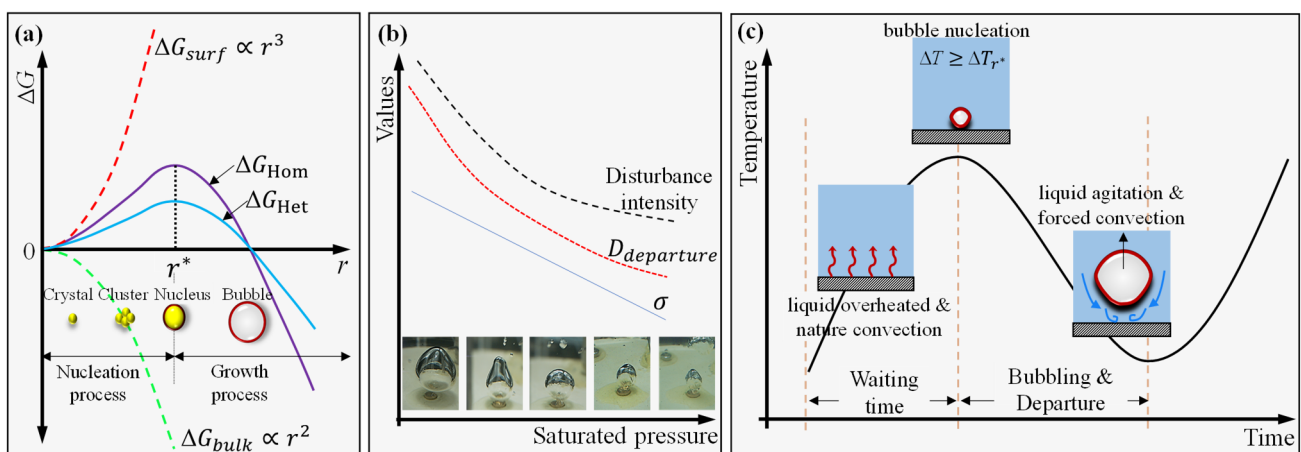 (a)
ΔG_surf ∝ r³
ΔG
ΔG_Hom
ΔG_Het
0
r*
r
Crystal Cluster Nucleus Bubble
Nucleation
process
Growth
process
ΔG_bulk ∝ r²
(b)
Values
Disturbance
intensity
D_departure
σ
Saturated pressure
(c)
bubble nucleation
ΔT ≥ ΔT_r*
Temperature
liquid agitation &
forced convection
liquid overheated &
nature convection
Waiting
time
Bubbling &
Departure
Time